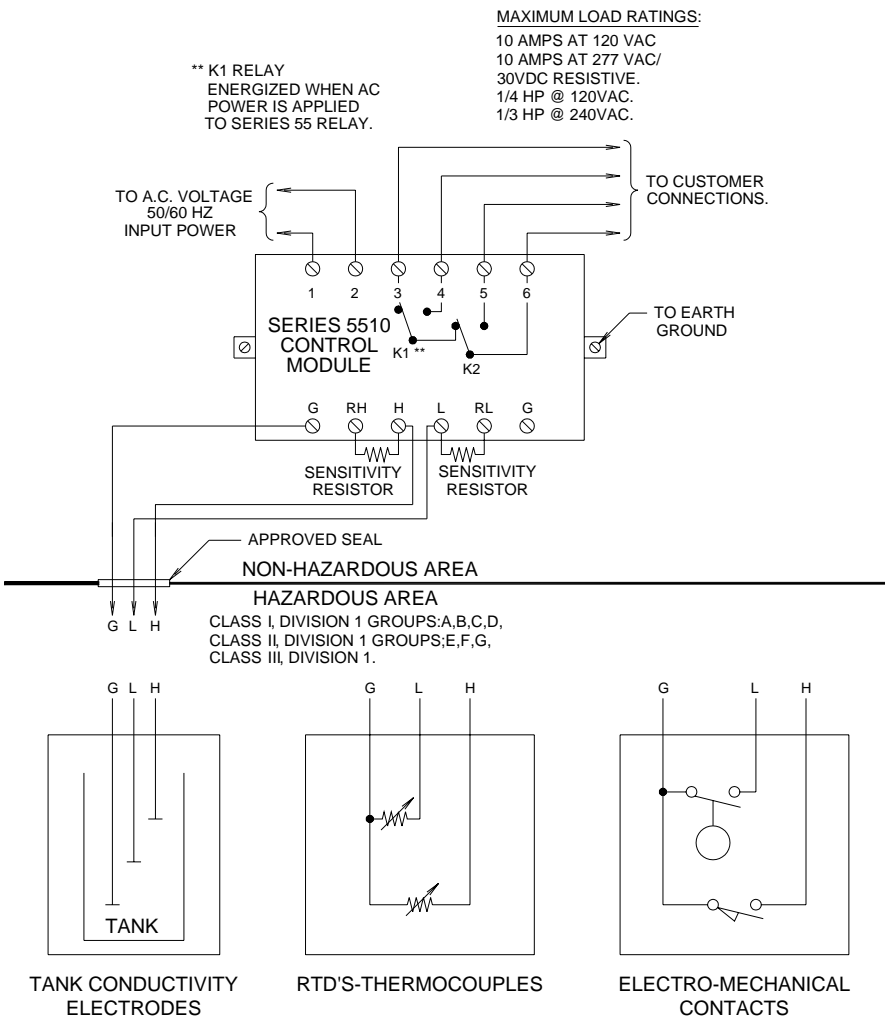 MAXIMUM LOAD RATINGS:
10 AMPS AT 120 VAC
10 AMPS AT 277 VAC/
30VDC RESISTIVE.
1/4 HP @ 120VAC.
1/3 HP @ 240VAC.
** K1 RELAY
ENERGIZED WHEN AC
POWER IS APPLIED
TO SERIES 55 RELAY.
TO A.C. VOLTAGE
50/60 HZ
INPUT POWER
TO CUSTOMER
CONNECTIONS.
1 2 3 4 5 6
SERIES 5510
CONTROL
MODULE
K1 **
K2
TO EARTH
GROUND
G RH H L RL G
SENSITIVITY
RESISTOR
SENSITIVITY
RESISTOR
APPROVED SEAL
NON-HAZARDOUS AREA
HAZARDOUS AREA
G L H
CLASS I, DIVISION 1 GROUPS:A,B,C,D,
CLASS II, DIVISION 1 GROUPS;E,F,G,
CLASS III, DIVISION 1.
G L H
G L H
G L H
TANK
TANK CONDUCTIVITY
ELECTRODES
RTD'S-THERMOCOUPLES
ELECTRO-MECHANICAL
CONTACTS